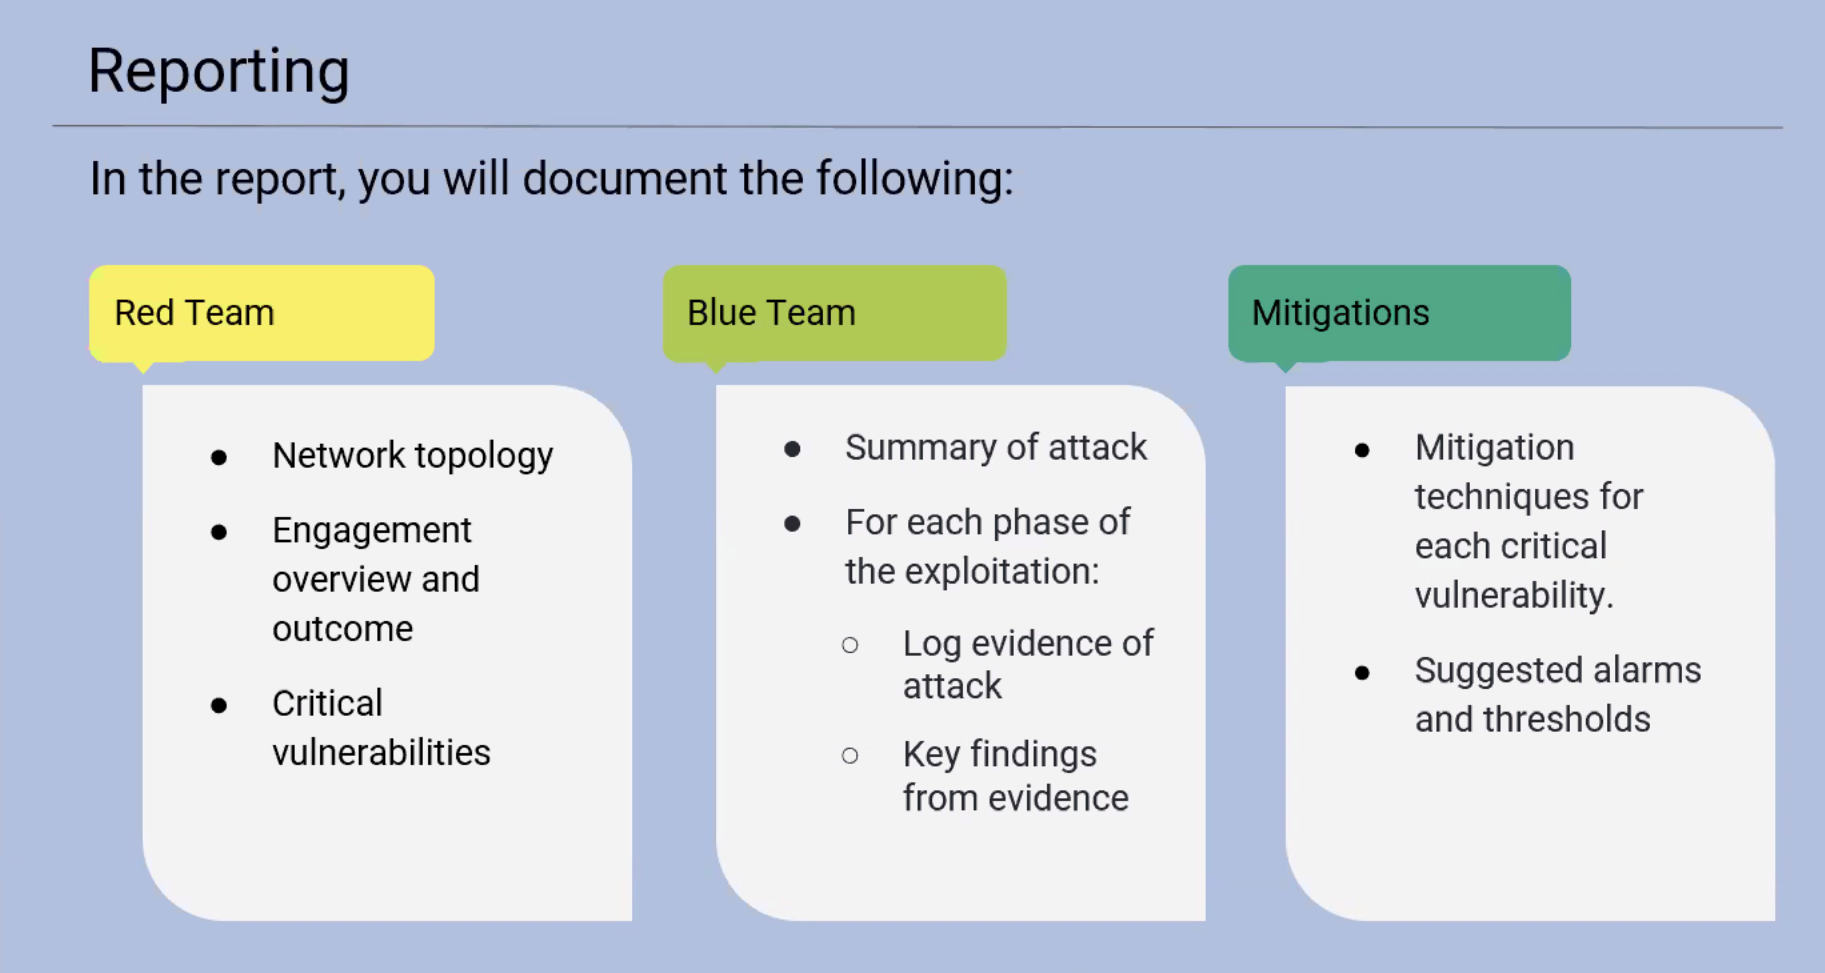 Reporting
In the report, you will document the following:
Red Team
● Network topology
● Engagement
overview and
outcome
● Critical
vulnerabilities
Blue Team
● Summary of attack
● For each phase of
the exploitation:
○ Log evidence of
attack
○ Key findings
from evidence
Mitigations
● Mitigation
techniques for
each critical
vulnerability.
● Suggested alarms
and thresholds